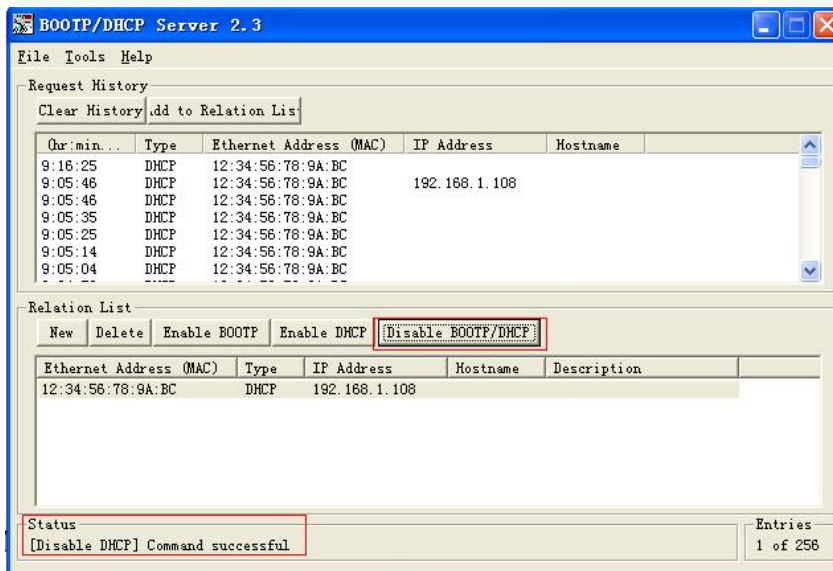 BOOTP/DHCP Server 2.3
File Tools Help
Request History
Clear History dd to Relation Lis
(hr:min... Type Ethernet Address (MAC) IP Address Hostname
9:16:25 DHCP 12:34:56:78:9A:BC
9:05:46 DHCP 12:34:56:78:9A:BC 192.168.1.108
9:05:46 DHCP 12:34:56:78:9A:BC
9:05:35 DHCP 12:34:56:78:9A:BC
9:05:25 DHCP 12:34:56:78:9A:BC
9:05:14 DHCP 12:34:56:78:9A:BC
9:05:04 DHCP 12:34:56:78:9A:BC
Relation List
New Delete Enable BOOTP Enable DHCP Disable BOOTP/DHCP
Ethernet Address (MAC) Type IP Address Hostname Description
12:34:56:78:9A:BC DHCP 192.168.1.108
Status
[Disable DHCP] Command successful
Entries
1 of 256